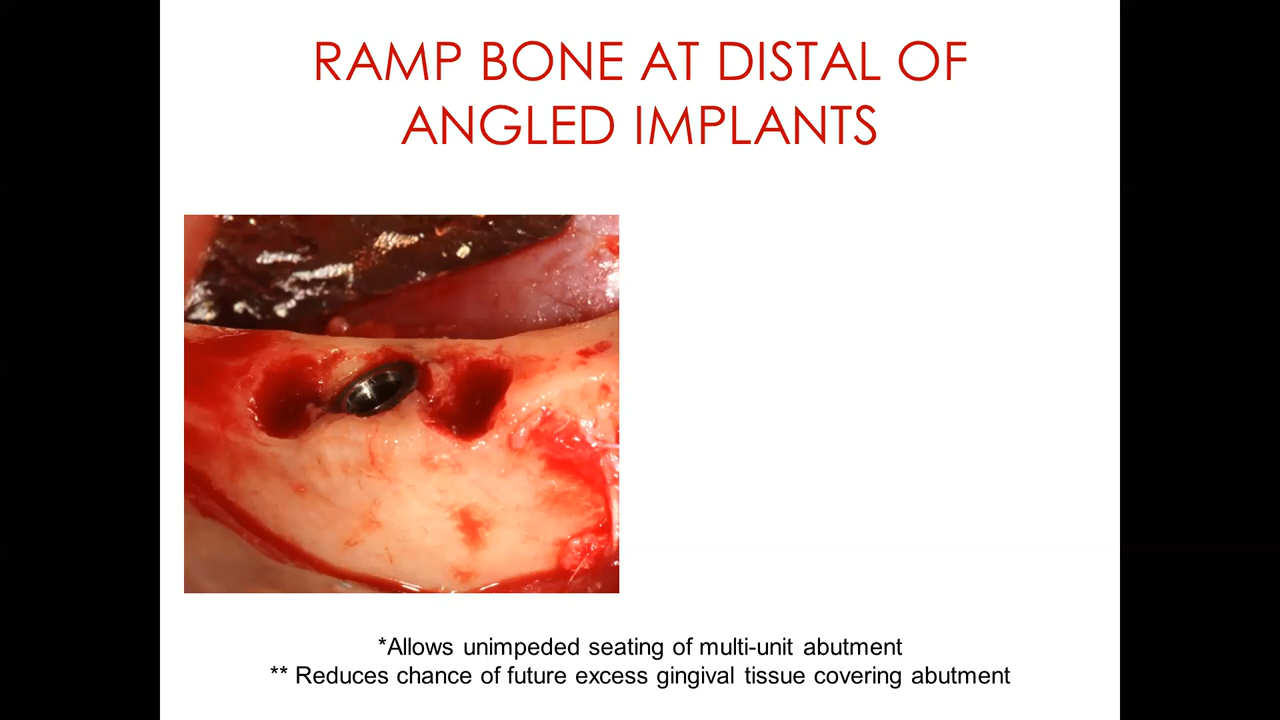 RAMP BONE AT DISTAL OF
ANGLED IMPLANTS
*Allows unimpeded seating of multi-unit abutment
** Reduces chance of future excess gingival tissue covering abutment